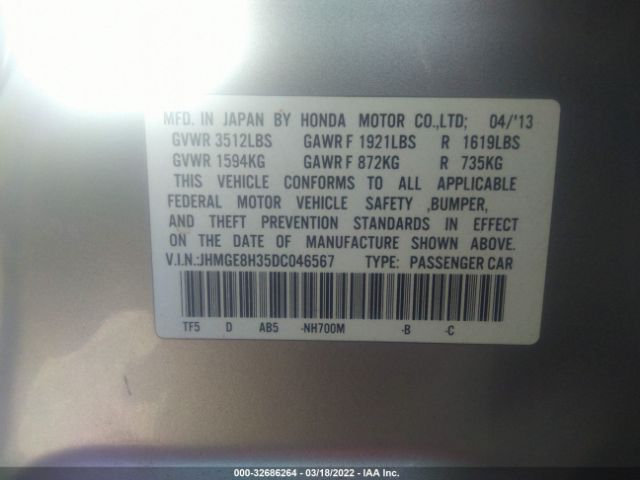 MFD. IN JAPAN BY HONDA MOTOR CO.,LTD; 04/'13
GVWR 3512LBS GAWR F 1921LBS R 1619LBS
GVWR 1594KG GAWR F 872KG R 735KG
THIS VEHICLE CONFORMS TO ALL APPLICABLE
FEDERAL MOTOR VEHICLE SAFETY ,BUMPER,
AND THEFT PREVENTION STANDARDS IN EFFECT
ON THE DATE OF MANUFACTURE SHOWN ABOVE.
V.I.N.:JHMGE8H35DC046567 TYPE: PASSENGER CAR
TF5 D AB5 -NH700M -B -C
000-32686264 - 03/18/2022 - IAA Inc.